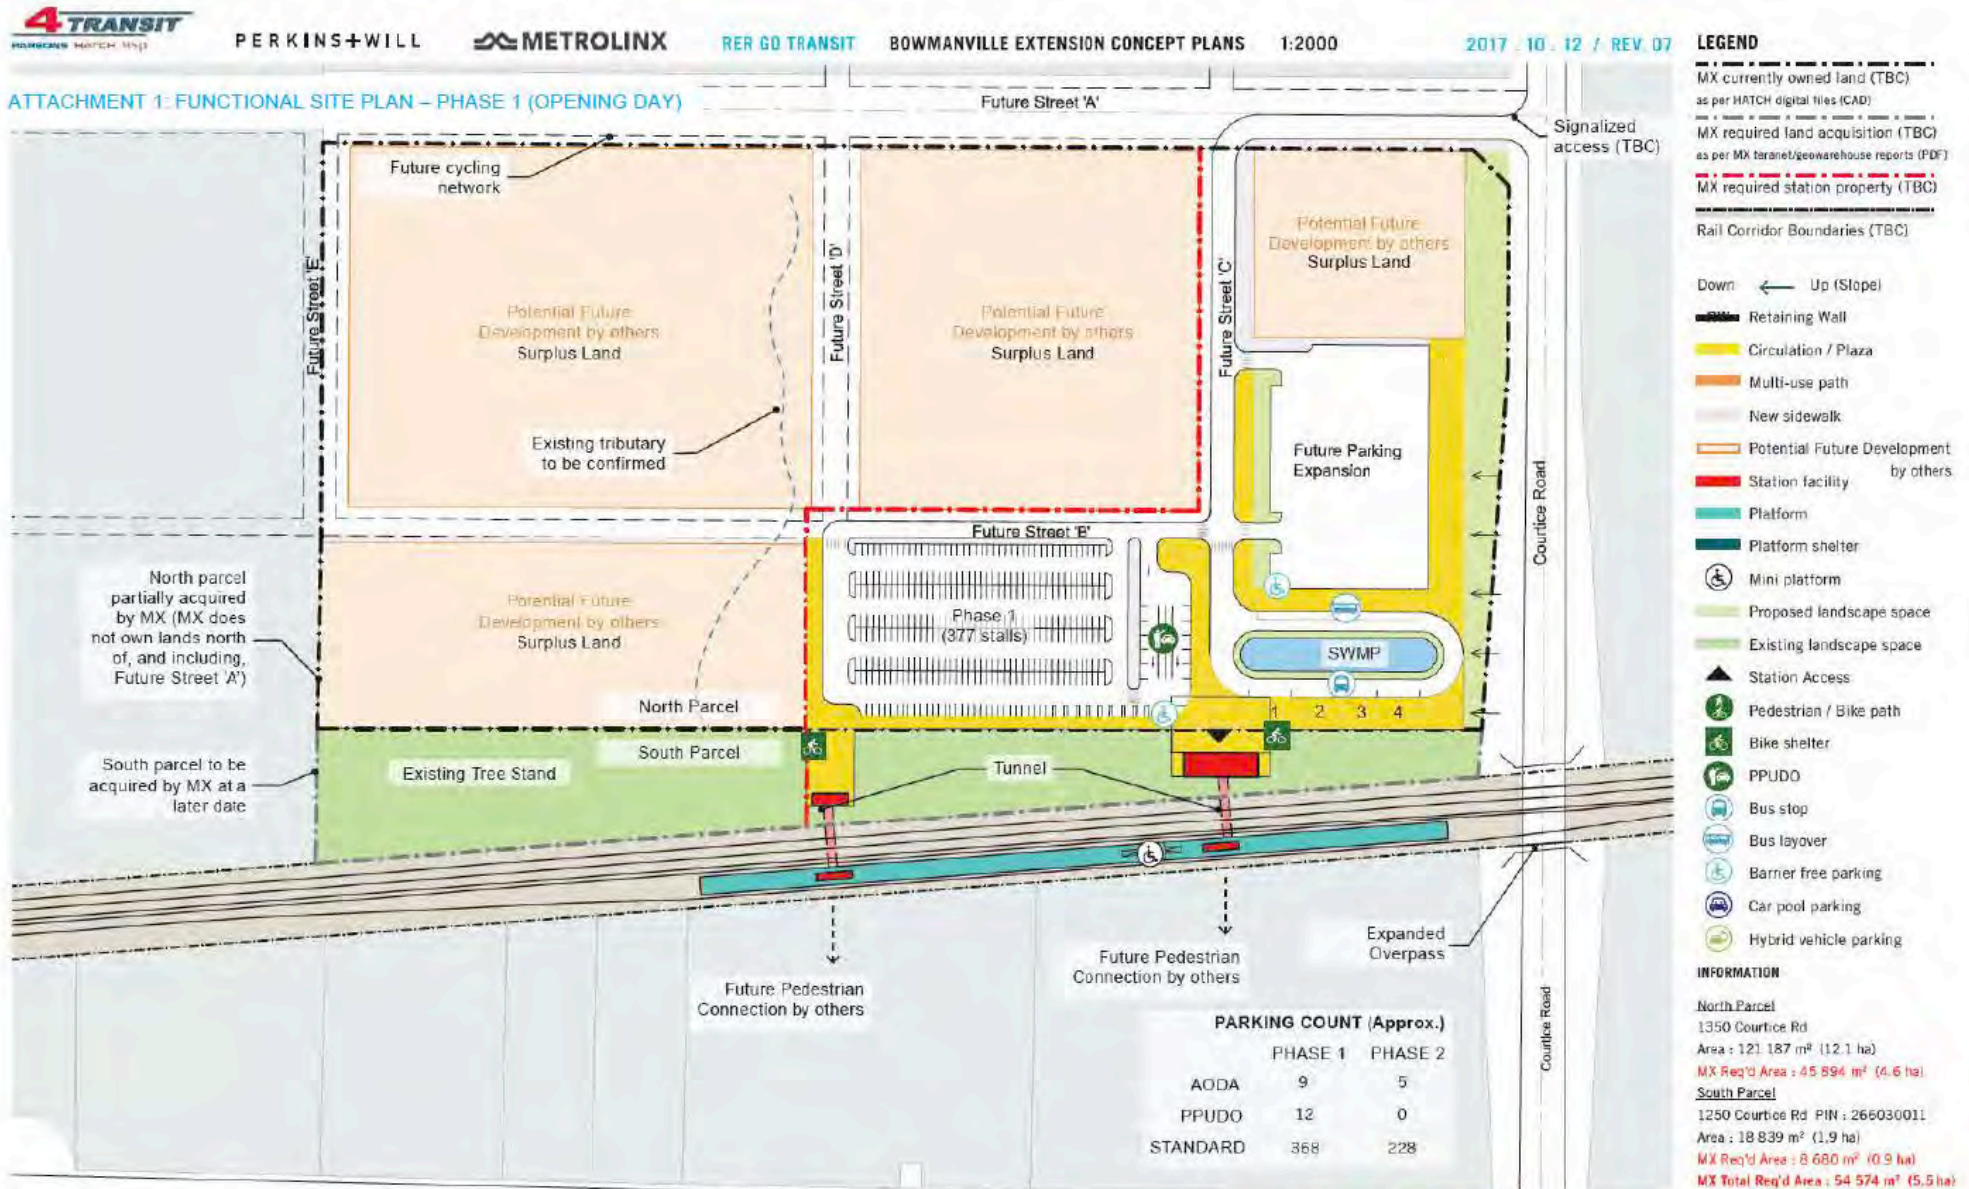 4 TRANSIT
PARSONS HATCH wsp
PERKINS+WILL
METROLINX
RER GO TRANSIT
BOWMANVILLE EXTENSION CONCEPT PLANS
1:2000
2017 . 10 . 12 / REV. 07
ATTACHMENT 1: FUNCTIONAL SITE PLAN – PHASE 1 (OPENING DAY)
Future Street 'A'
Signalized
access (TBC)
Future cycling
network
Potential Future
Development by others
Surplus Land
Potential Future
Development by others
Surplus Land
Potential Future
Development by others
Surplus Land
Future Street 'E'
Future Street 'D'
Future Street 'C'
Existing tributary
to be confirmed
Future Parking
Expansion
Courtice Road
Future Street 'B'
North parcel
partially acquired
by MX (MX does
not own lands north
of, and including,
Future Street 'A')
Potential Future
Development by others
Surplus Land
Phase 1
(377 stalls)
SWMP
North Parcel
1 2 3 4
South Parcel
South parcel to be
acquired by MX at a
later date
Existing Tree Stand
Tunnel
Future Pedestrian
Connection by others
Future Pedestrian
Connection by others
Expanded
Overpass
Courtice Road
PARKING COUNT (Approx.)
PHASE 1 PHASE 2
AODA 9 5
PPUDO 12 0
STANDARD 368 228
LEGEND
MX currently owned land (TBC)
as per HATCH digital files (CAD)
MX required land acquisition (TBC)
as per MX teranet/geowarehouse reports (PDF)
MX required station property (TBC)
Rail Corridor Boundaries (TBC)
Down Up (Slope)
RW Retaining Wall
Circulation / Plaza
Multi-use path
New sidewalk
Potential Future Development
by others
Station facility
Platform
Platform shelter
Mini platform
Proposed landscape space
Existing landscape space
Station Access
Pedestrian / Bike path
Bike shelter
PPUDO
Bus stop
Bus layover
Barrier free parking
Car pool parking
Hybrid vehicle parking
INFORMATION
North Parcel
1350 Courtice Rd
Area : 121 187 m² (12.1 ha)
MX Req'd Area : 45 894 m² (4.6 ha)
South Parcel
1250 Courtice Rd PIN : 266030011
Area : 18 839 m² (1.9 ha)
MX Req'd Area : 8 680 m² (0.9 ha)
MX Total Req'd Area : 54 574 m² (5.5 ha)